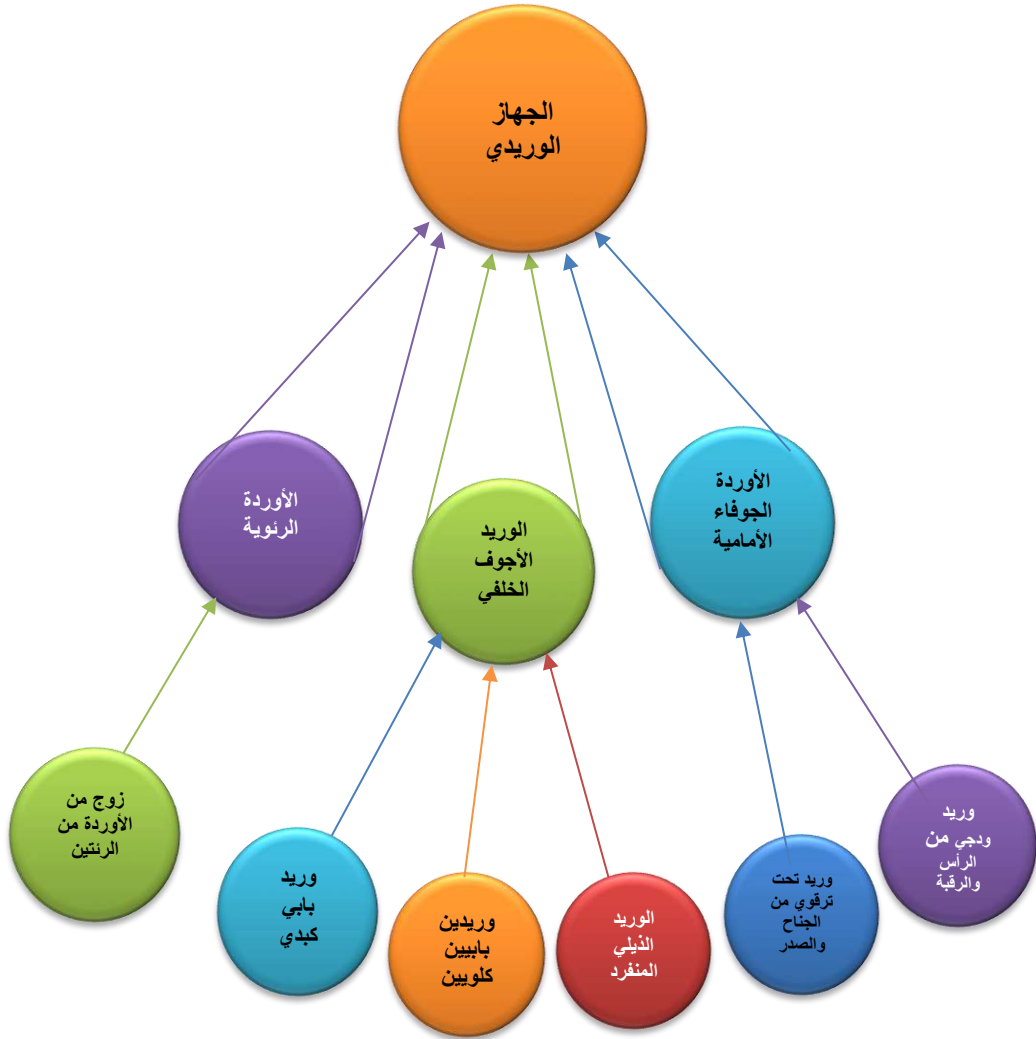 الجهاز
الوريدي
الأوردة
الجوفاء
الأمامية
الوريد
الأجوف
الخلفي
الأوردة
الرئوية
وريد
ودجي من
الرأس
والرقبة
وريد تحت
ترقوي من
الجناح
والصدر
الوريد
الذيلي
المنفرد
وريدين
بابيين
كلويين
وريد
بابي
كبدي
زوج من
الأوردة من
الرئتين